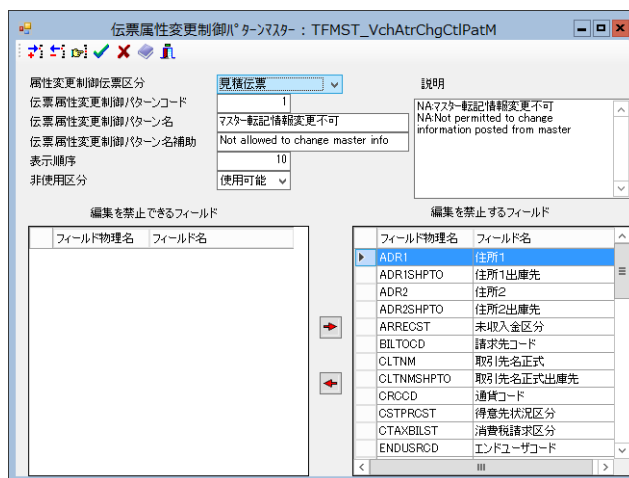 伝票属性変更制御ﾊﾟﾀｰﾝﾏｽﾀｰ : TFMST_VchAtrChgCtlPatM
属性変更制御伝票区分 見積伝票
伝票属性変更制御パターンコード 1
伝票属性変更制御パターン名 ﾏｽﾀｰ転記情報変更不可
伝票属性変更制御パターン名補助 Not allowed to change master info
表示順序 10
非使用区分 使用可能
説明
NA:ﾏｽﾀｰ転記情報変更不可
NA:Not permitted to change
information posted from master
編集を禁止できるフィールド
フィールド物理名 フィールド名
編集を禁止するフィールド
フィールド物理名 フィールド名
ADR1 住所1
ADR1SHPTO 住所1出庫先
ADR2 住所2
ADR2SHPTO 住所2出庫先
ARRECST 未収入金区分
BILTOCD 請求先コード
CLTNM 取引先名正式
CLTNMSHPTO 取引先名正式出庫先
CRCCD 通貨コード
CSTPRCST 得意先状況区分
CTAXBILST 消費税請求区分
ENDUSRCD エンドユーザコード